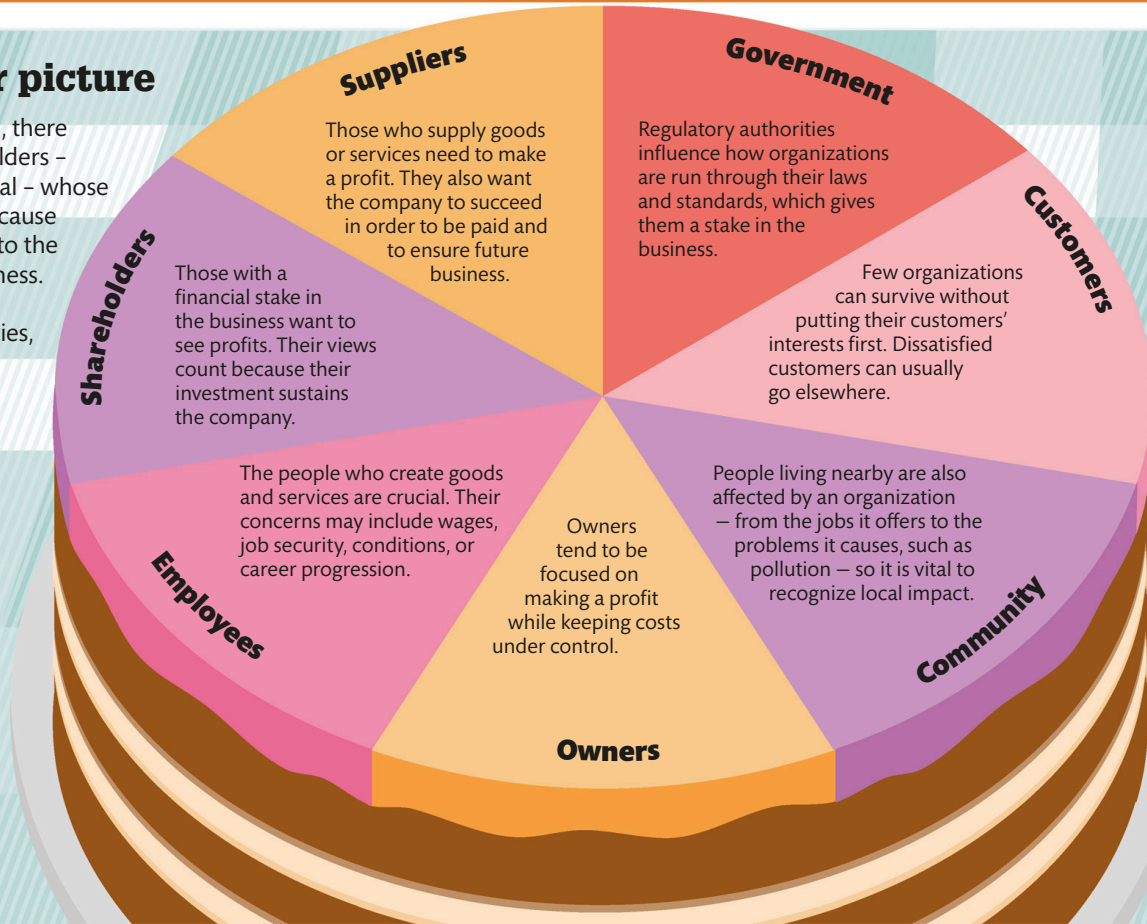 r picture
, there
lders –
al – whose
cause
to the
ness.
ies,
Suppliers
Those who supply goods
or services need to make
a profit. They also want
the company to succeed
in order to be paid and
to ensure future
business.
Government
Regulatory authorities
influence how organizations
are run through their laws
and standards, which gives
them a stake in the
business.
Customers
Few organizations
can survive without
putting their customers’
interests first. Dissatisfied
customers can usually
go elsewhere.
Shareholders
Those with a
financial stake in
the business want to
see profits. Their views
count because their
investment sustains
the company.
Employees
The people who create goods
and services are crucial. Their
concerns may include wages,
job security, conditions, or
career progression.
Owners
tend to be
focused on
making a profit
while keeping costs
under control.
Owners
People living nearby are also
affected by an organization
– from the jobs it offers to the
problems it causes, such as
pollution – so it is vital to
recognize local impact.
Community